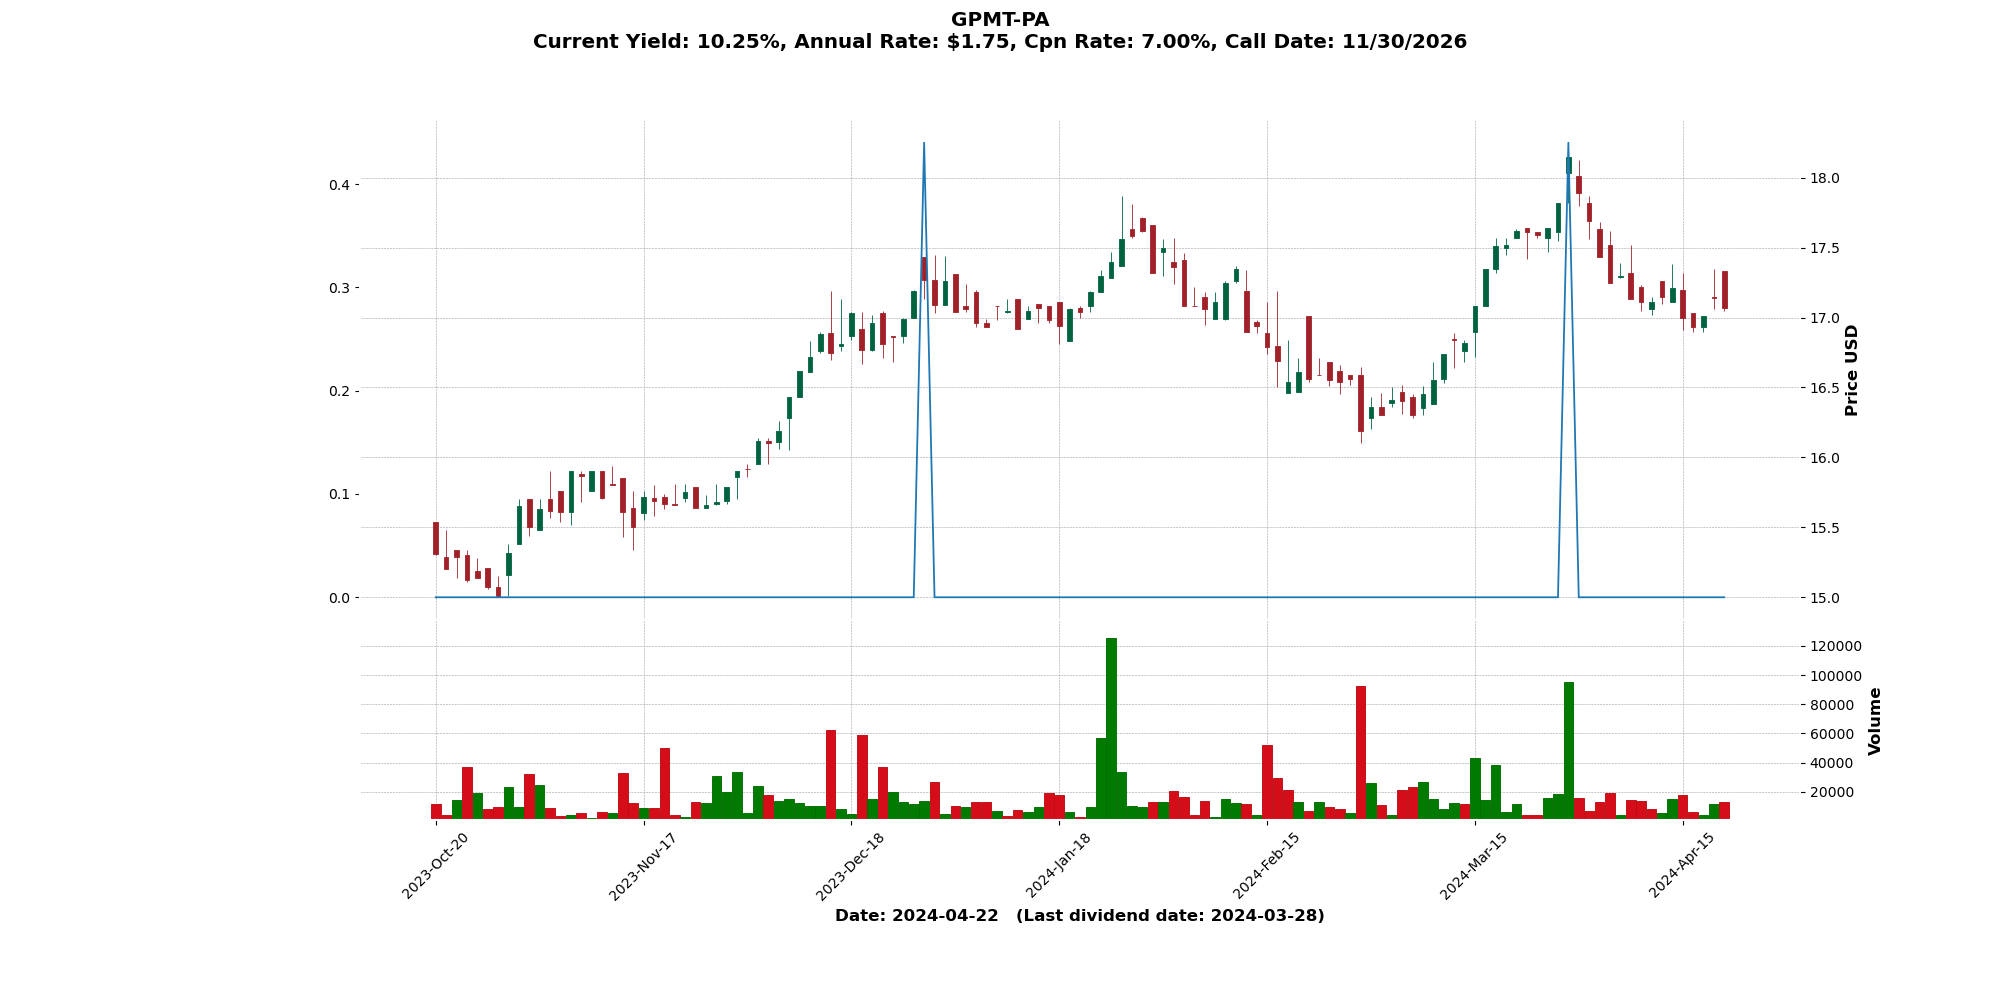 GPMT-PA
Current Yield: 10.25%, Annual Rate: $1.75, Cpn Rate: 7.00%, Call Date: 11/30/2026
0.4
0.3
0.2
0.1
0.0
18.0
17.5
17.0
16.5
16.0
15.5
15.0
Price USD
120000
100000
80000
60000
40000
20000
Volume
2023-Oct-20
2023-Nov-17
2023-Dec-18
2024-Jan-18
2024-Feb-15
2024-Mar-15
2024-Apr-15
Date: 2024-04-22 (Last dividend date: 2024-03-28)